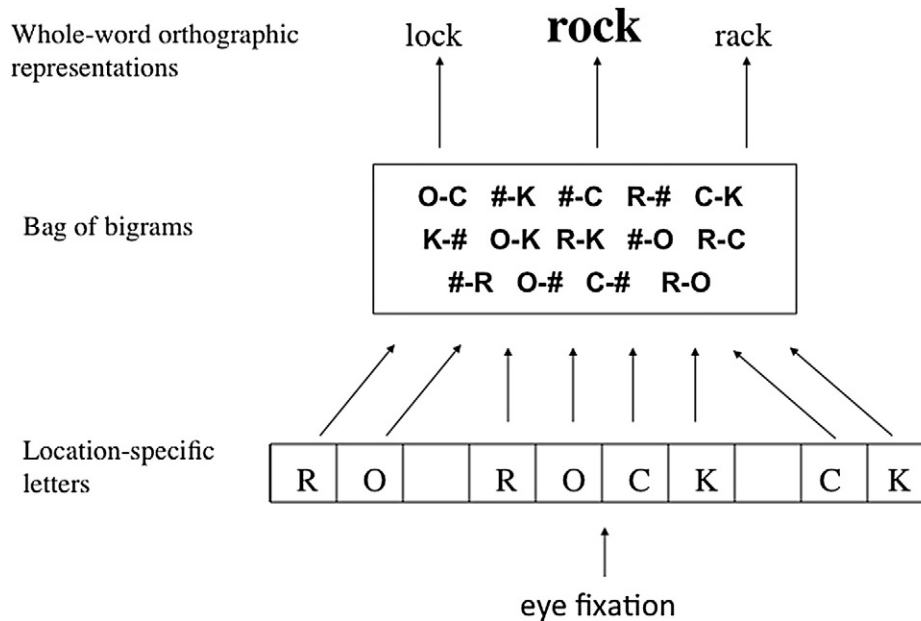 Whole-word orthographic
representations
lock rock rack
Bag of bigrams
O-C #-K #-C R-# C-K
K-# O-K R-K #-O R-C
#-R O-# C-# R-O
Location-specific
letters
R O R O C K C K
eye fixation